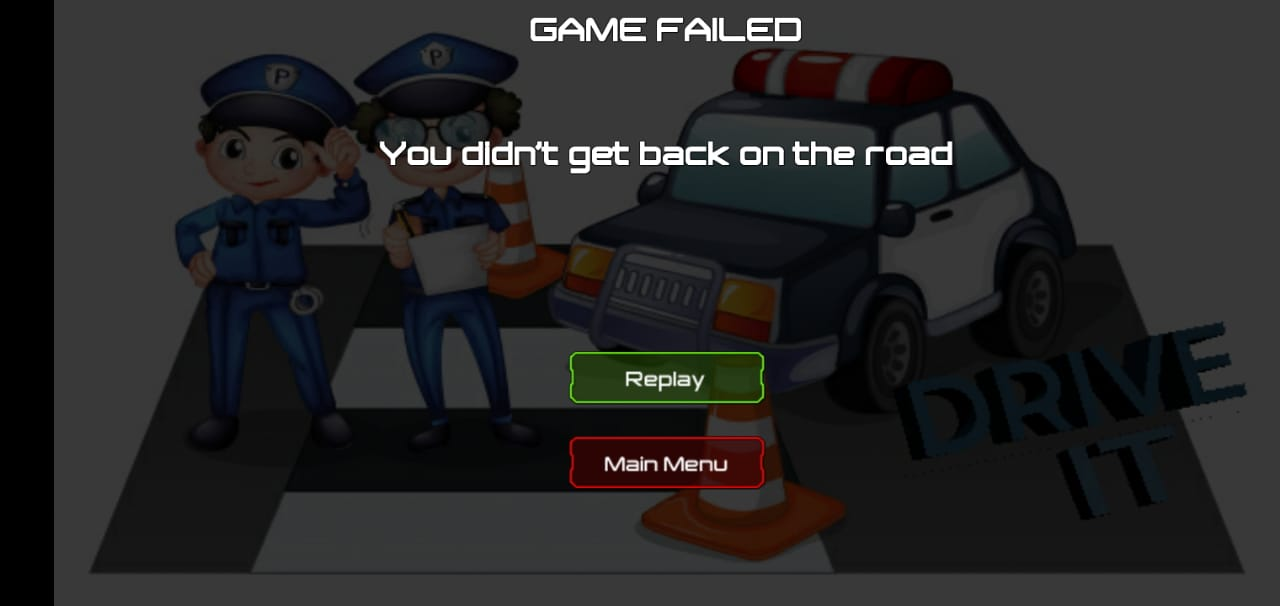 GAME FAILED
P
P
You didn't get back on the road
Replay
Main Menu
DRIVE
IT